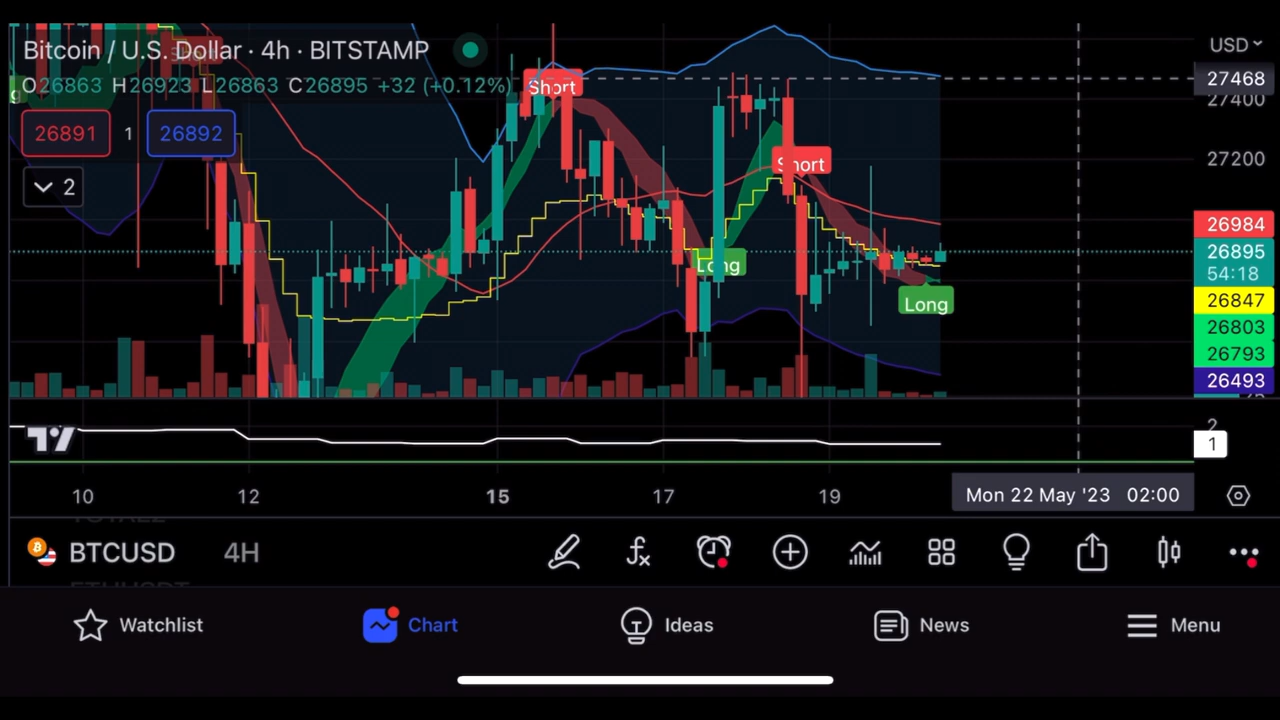 Bitcoin / U.S. Dollar · 4h · BITSTAMP
O26863 H26923 L26863 C26895 +32 (+0.12%)
26891 1 26892
2
Short
Short
Long
Long
USD
27468
27400
27200
26984
26895
54:18
26847
26803
26793
26493
2
1
10 12 15 17 19 Mon 22 May '23 02:00
BTCUSD 4H
Watchlist Chart Ideas News Menu